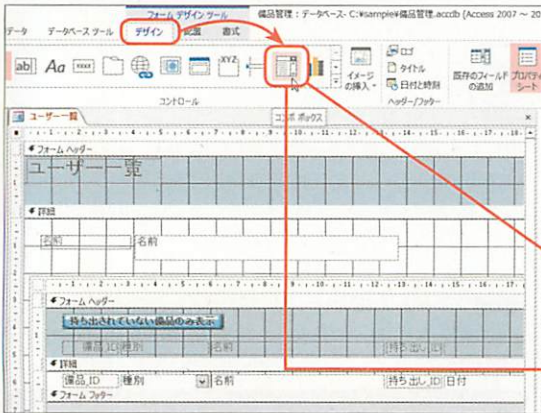 フォーム デザイン ツール 備品管理:データベース- C:¥sample¥備品管理.accdb (Access 2007 ～ 20
データ データベース ツール デザイン 配置 書式
ab Aa xxxx XYZ
イメージの挿入
ロゴ
タイトル
日付と時刻
既存のフィールドの追加
プロパティシート
コントロール ヘッダー/フッター
ユーザー一覧 コンボ ボックス
フォーム ヘッダー
ユーザー一覧
詳細
名前 名前
フォーム ヘッダー
持ち出されていない備品のみ表示
備品_ID 種別 名前 持ち出し_ID
詳細
備品_ID 種別 名前 持ち出し_ID 日付
フォーム フッター